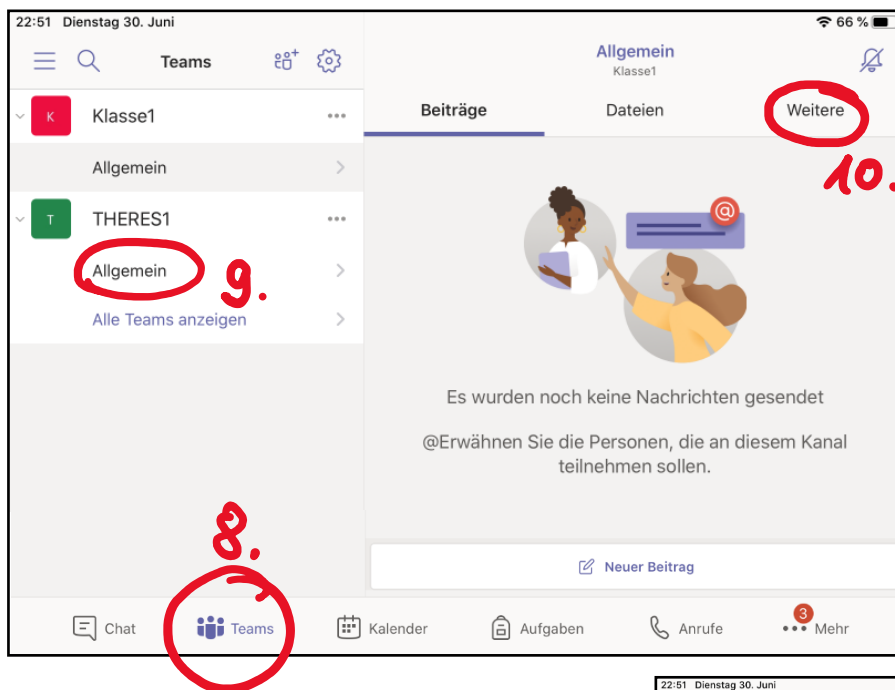 22:51 Dienstag 30. Juni
66 %
Teams
Allgemein
Klasse1
K Klasse1
Beiträge Dateien Weitere
10.
Allgemein
T THERES1
@
Allgemein
9.
Alle Teams anzeigen
Es wurden noch keine Nachrichten gesendet
@Erwähnen Sie die Personen, die an diesem Kanal
teilnehmen sollen.
8.
Neuer Beitrag
Chat Teams Kalender Aufgaben Anrufe 3 Mehr
22:51 Dienstag 30. Juni